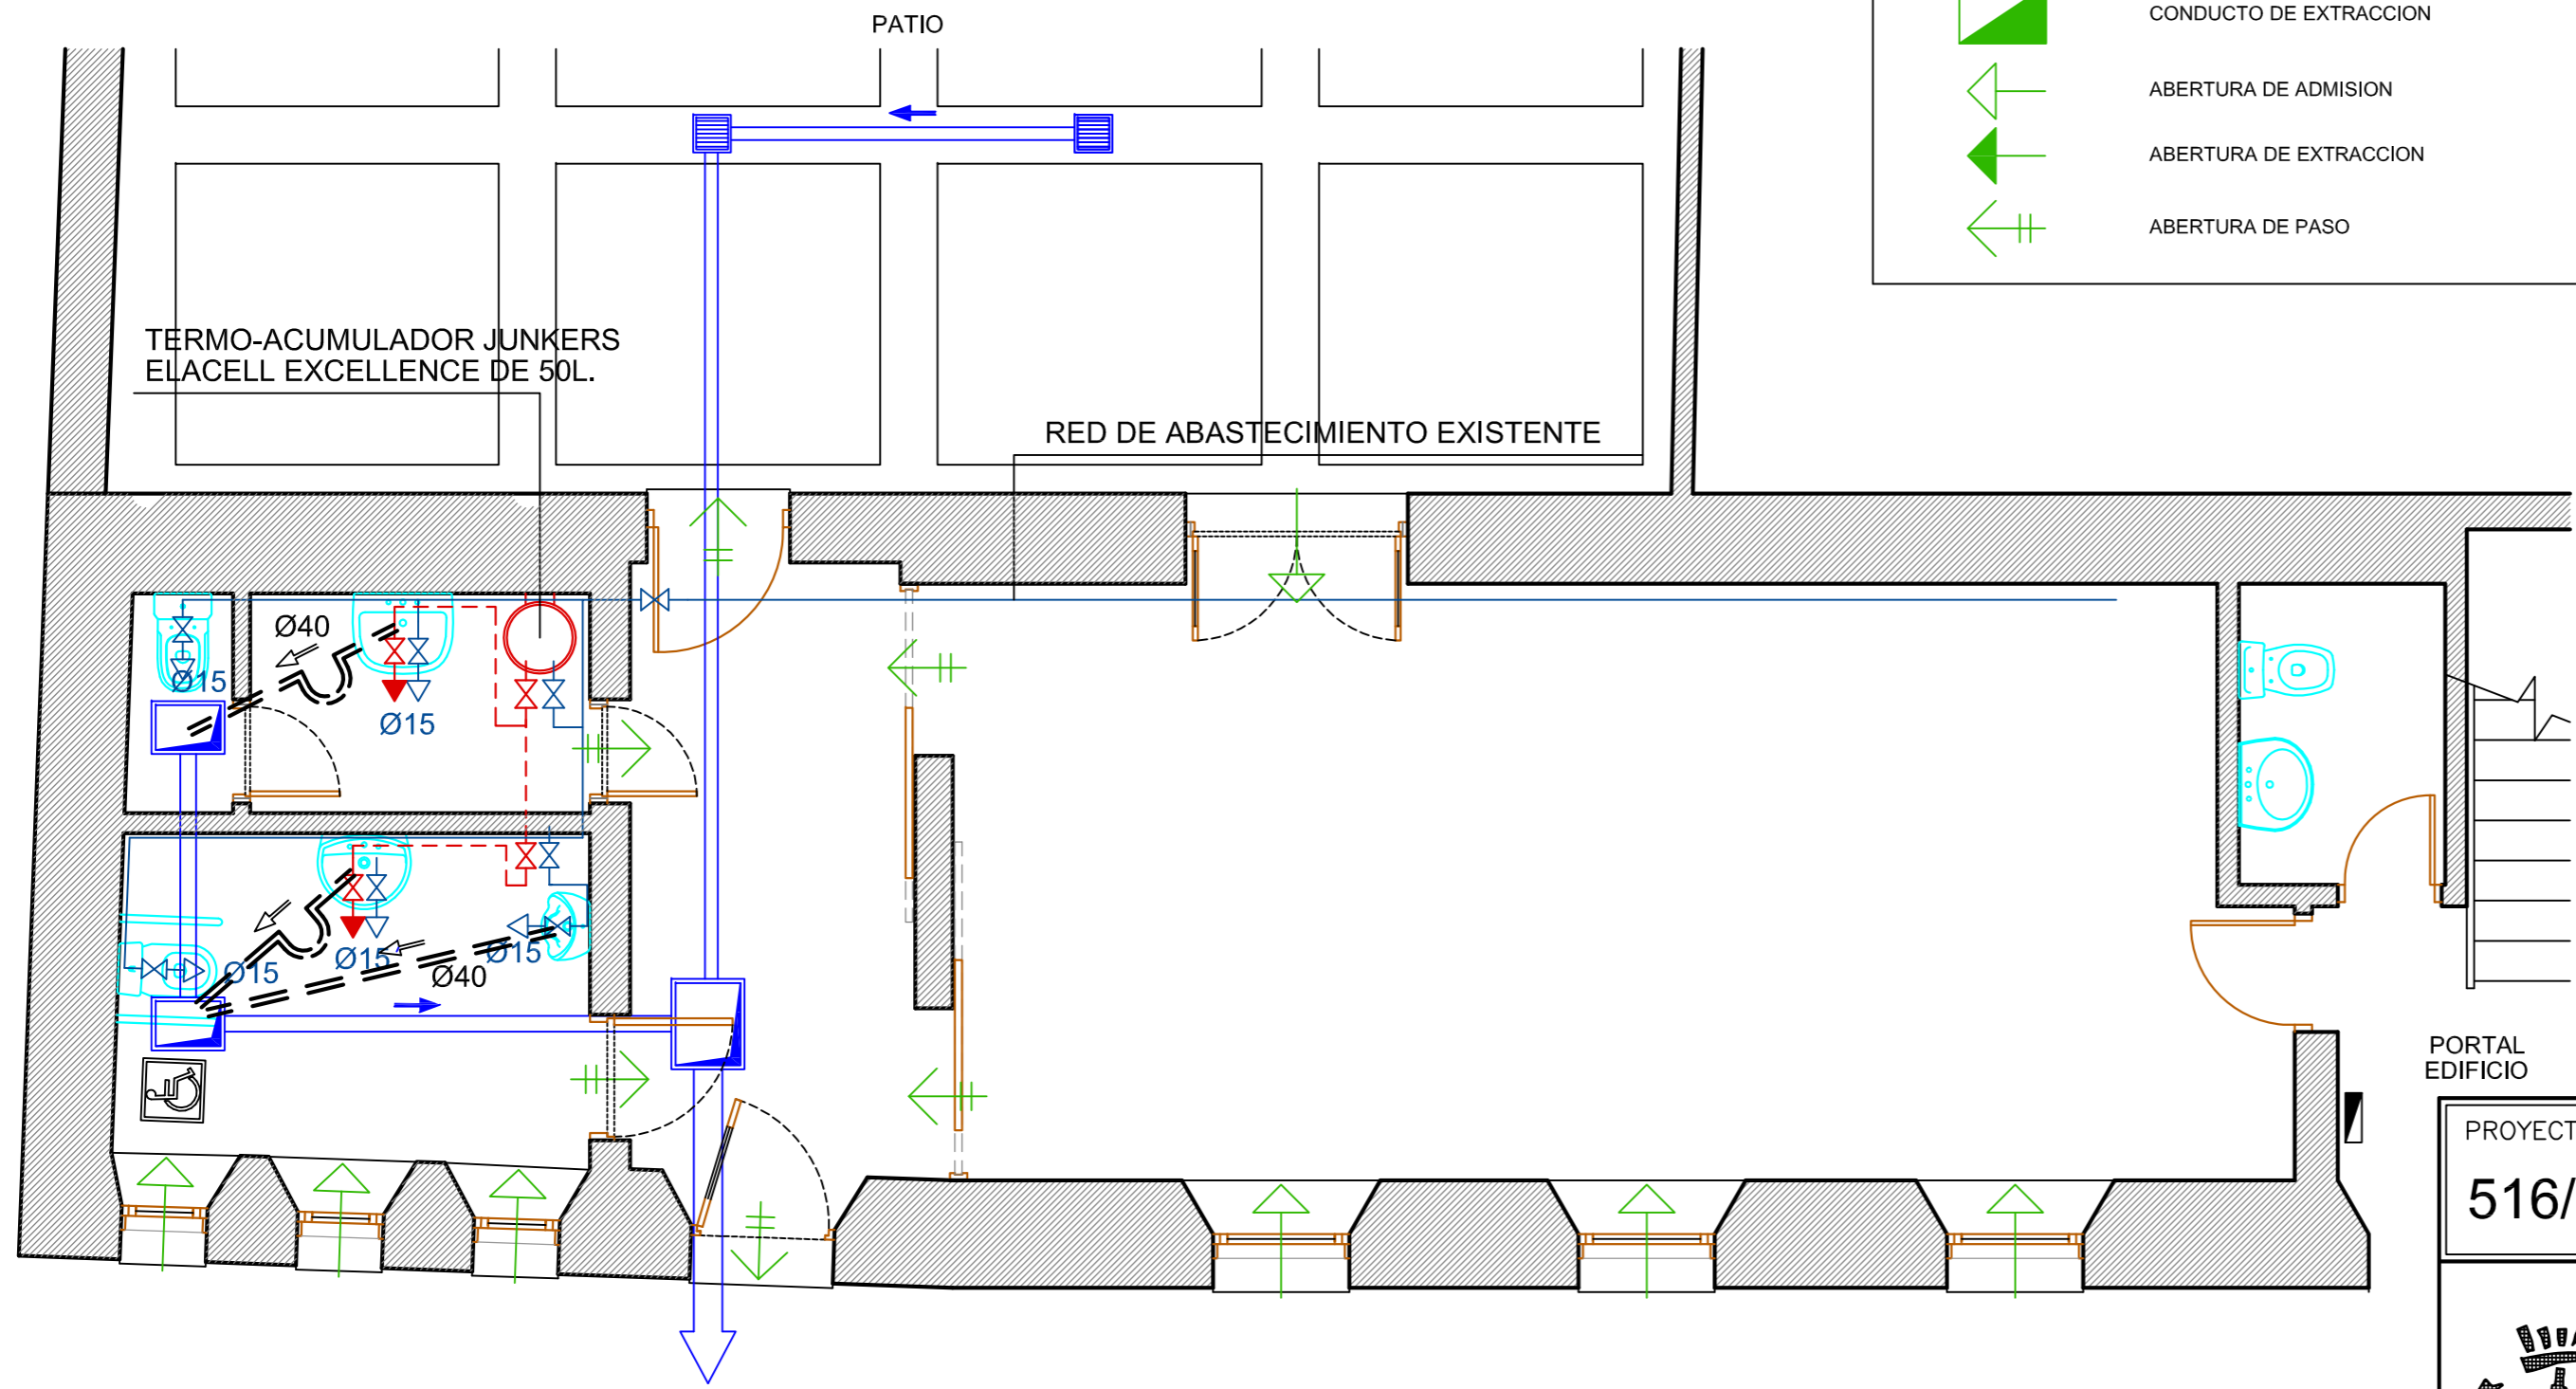 PATIO
CONDUCTO DE EXTRACCION
ABERTURA DE ADMISION
ABERTURA DE EXTRACCION
ABERTURA DE PASO
TERMO-ACUMULADOR JUNKERS
ELACELL EXCELLENCE DE 50L.
RED DE ABASTECIMIENTO EXISTENTE
Ø40
Ø15
Ø15
Ø15
Ø15
Ø15
Ø40
PORTAL
EDIFICIO
PROYECT
516/